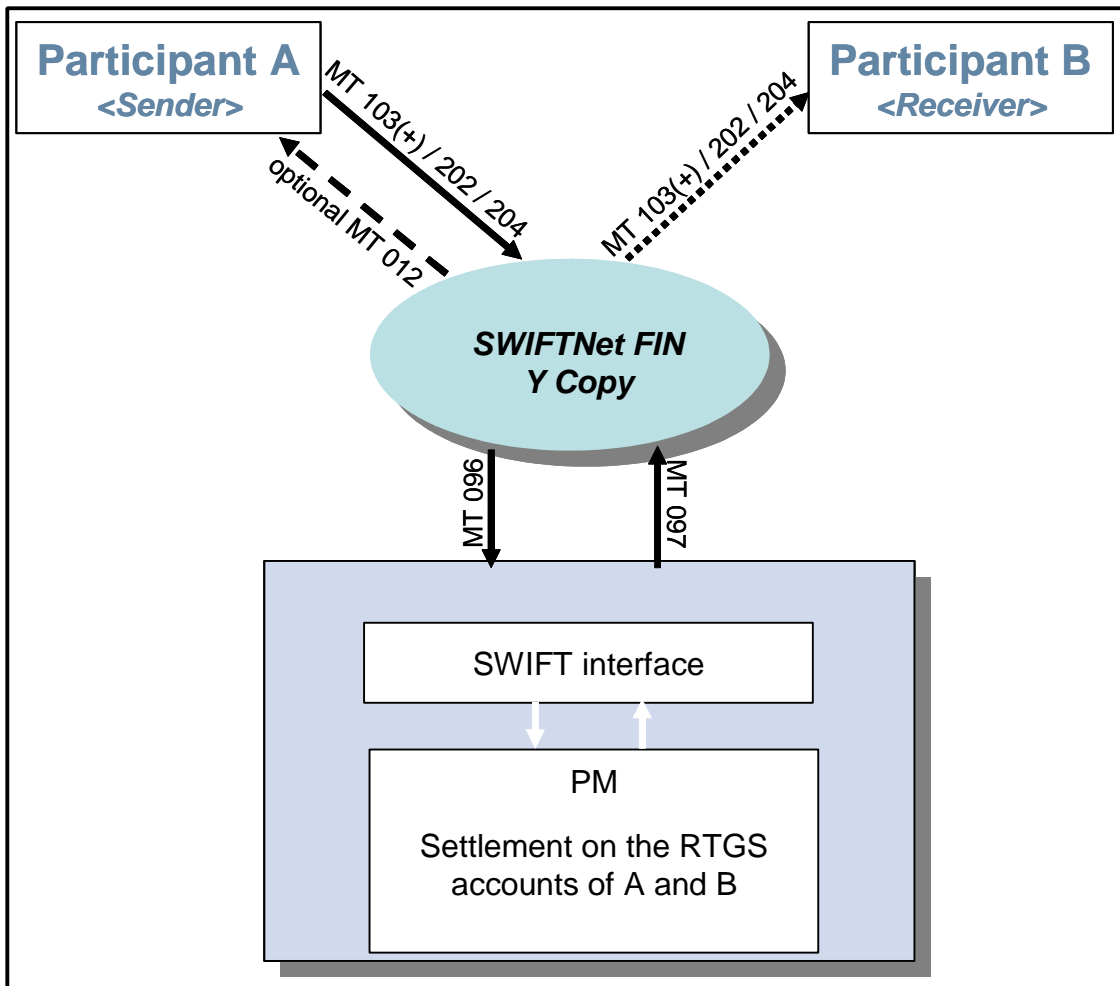 Participant A
<Sender>
Participant B
<Receiver>
MT 103(+) / 202 / 204
optional MT 012
MT 103(+) / 202 / 204
SWIFTNet FIN
Y Copy
MT 096
MT 097
SWIFT interface
PM
Settlement on the RTGS
accounts of A and B